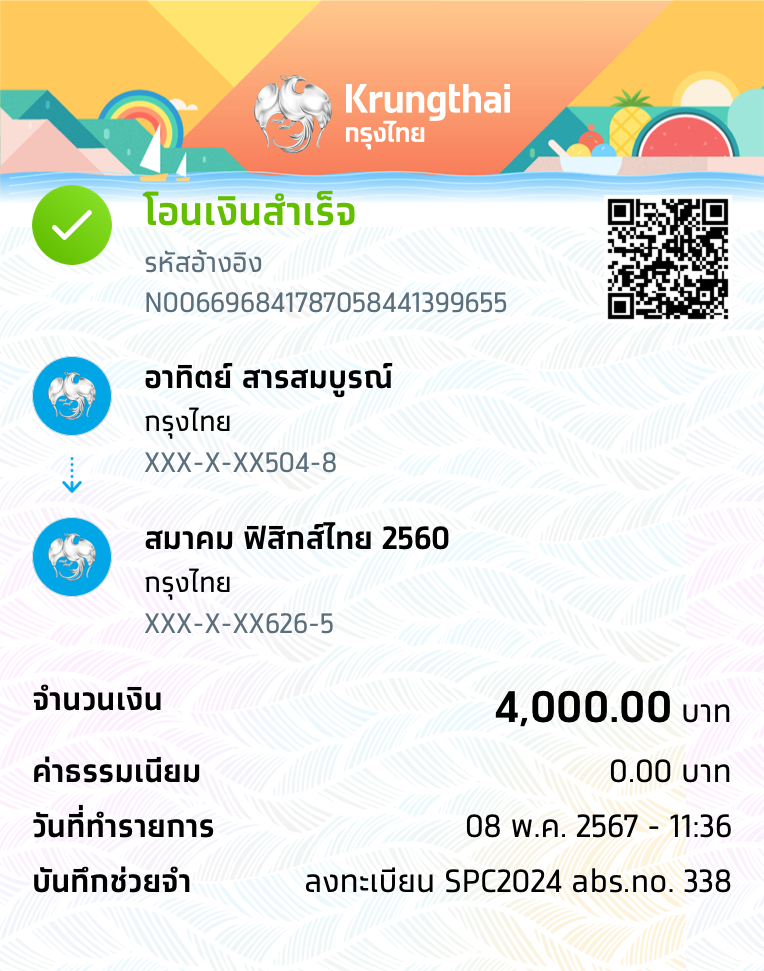 Krungthai
กรุงไทย
โอนเงินสำเร็จ
รหัสอ้างอิง
N006696841787058441399655
อาทิตย์ สารสมบูรณ์
กรุงไทย
XXX-X-XX504-8
สมาคม ฟิสิกส์ไทย 2560
กรุงไทย
XXX-X-XX626-5
จำนวนเงิน 4,000.00 บาท
ค่าธรรมเนียม 0.00 บาท
วันที่ทำรายการ 08 พ.ค. 2567 - 11:36
บันทึกช่วยจำ ลงทะเบียน SPC2024 abs.no. 338